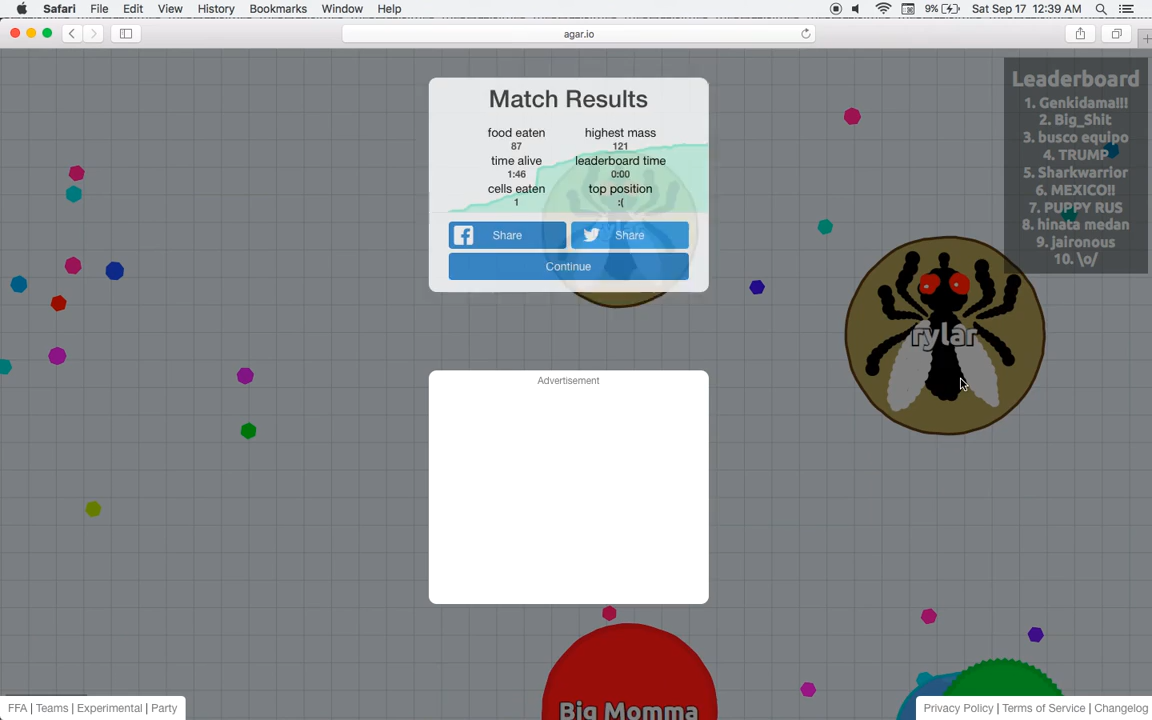 Safari File Edit View History Bookmarks Window Help 9% Sat Sep 17 12:39 AM
agar.io
Match Results
food eaten highest mass
87 121
time alive leaderboard time
1:46 0:00
cells eaten top position
1 :(
Share Share
Continue
Advertisement
Leaderboard
1. Genkidama!!!
2. Big_Shit
3. busco equipo
4. TRUMP
5. Sharkwarrior
6. MEXICO!!
7. PUPPY RUS
8. hinata medan
9. jaironous
10. \o/
rylar
rylar
Big Momma
FFA | Teams | Experimental | Party
Privacy Policy | Terms of Service | Changelog